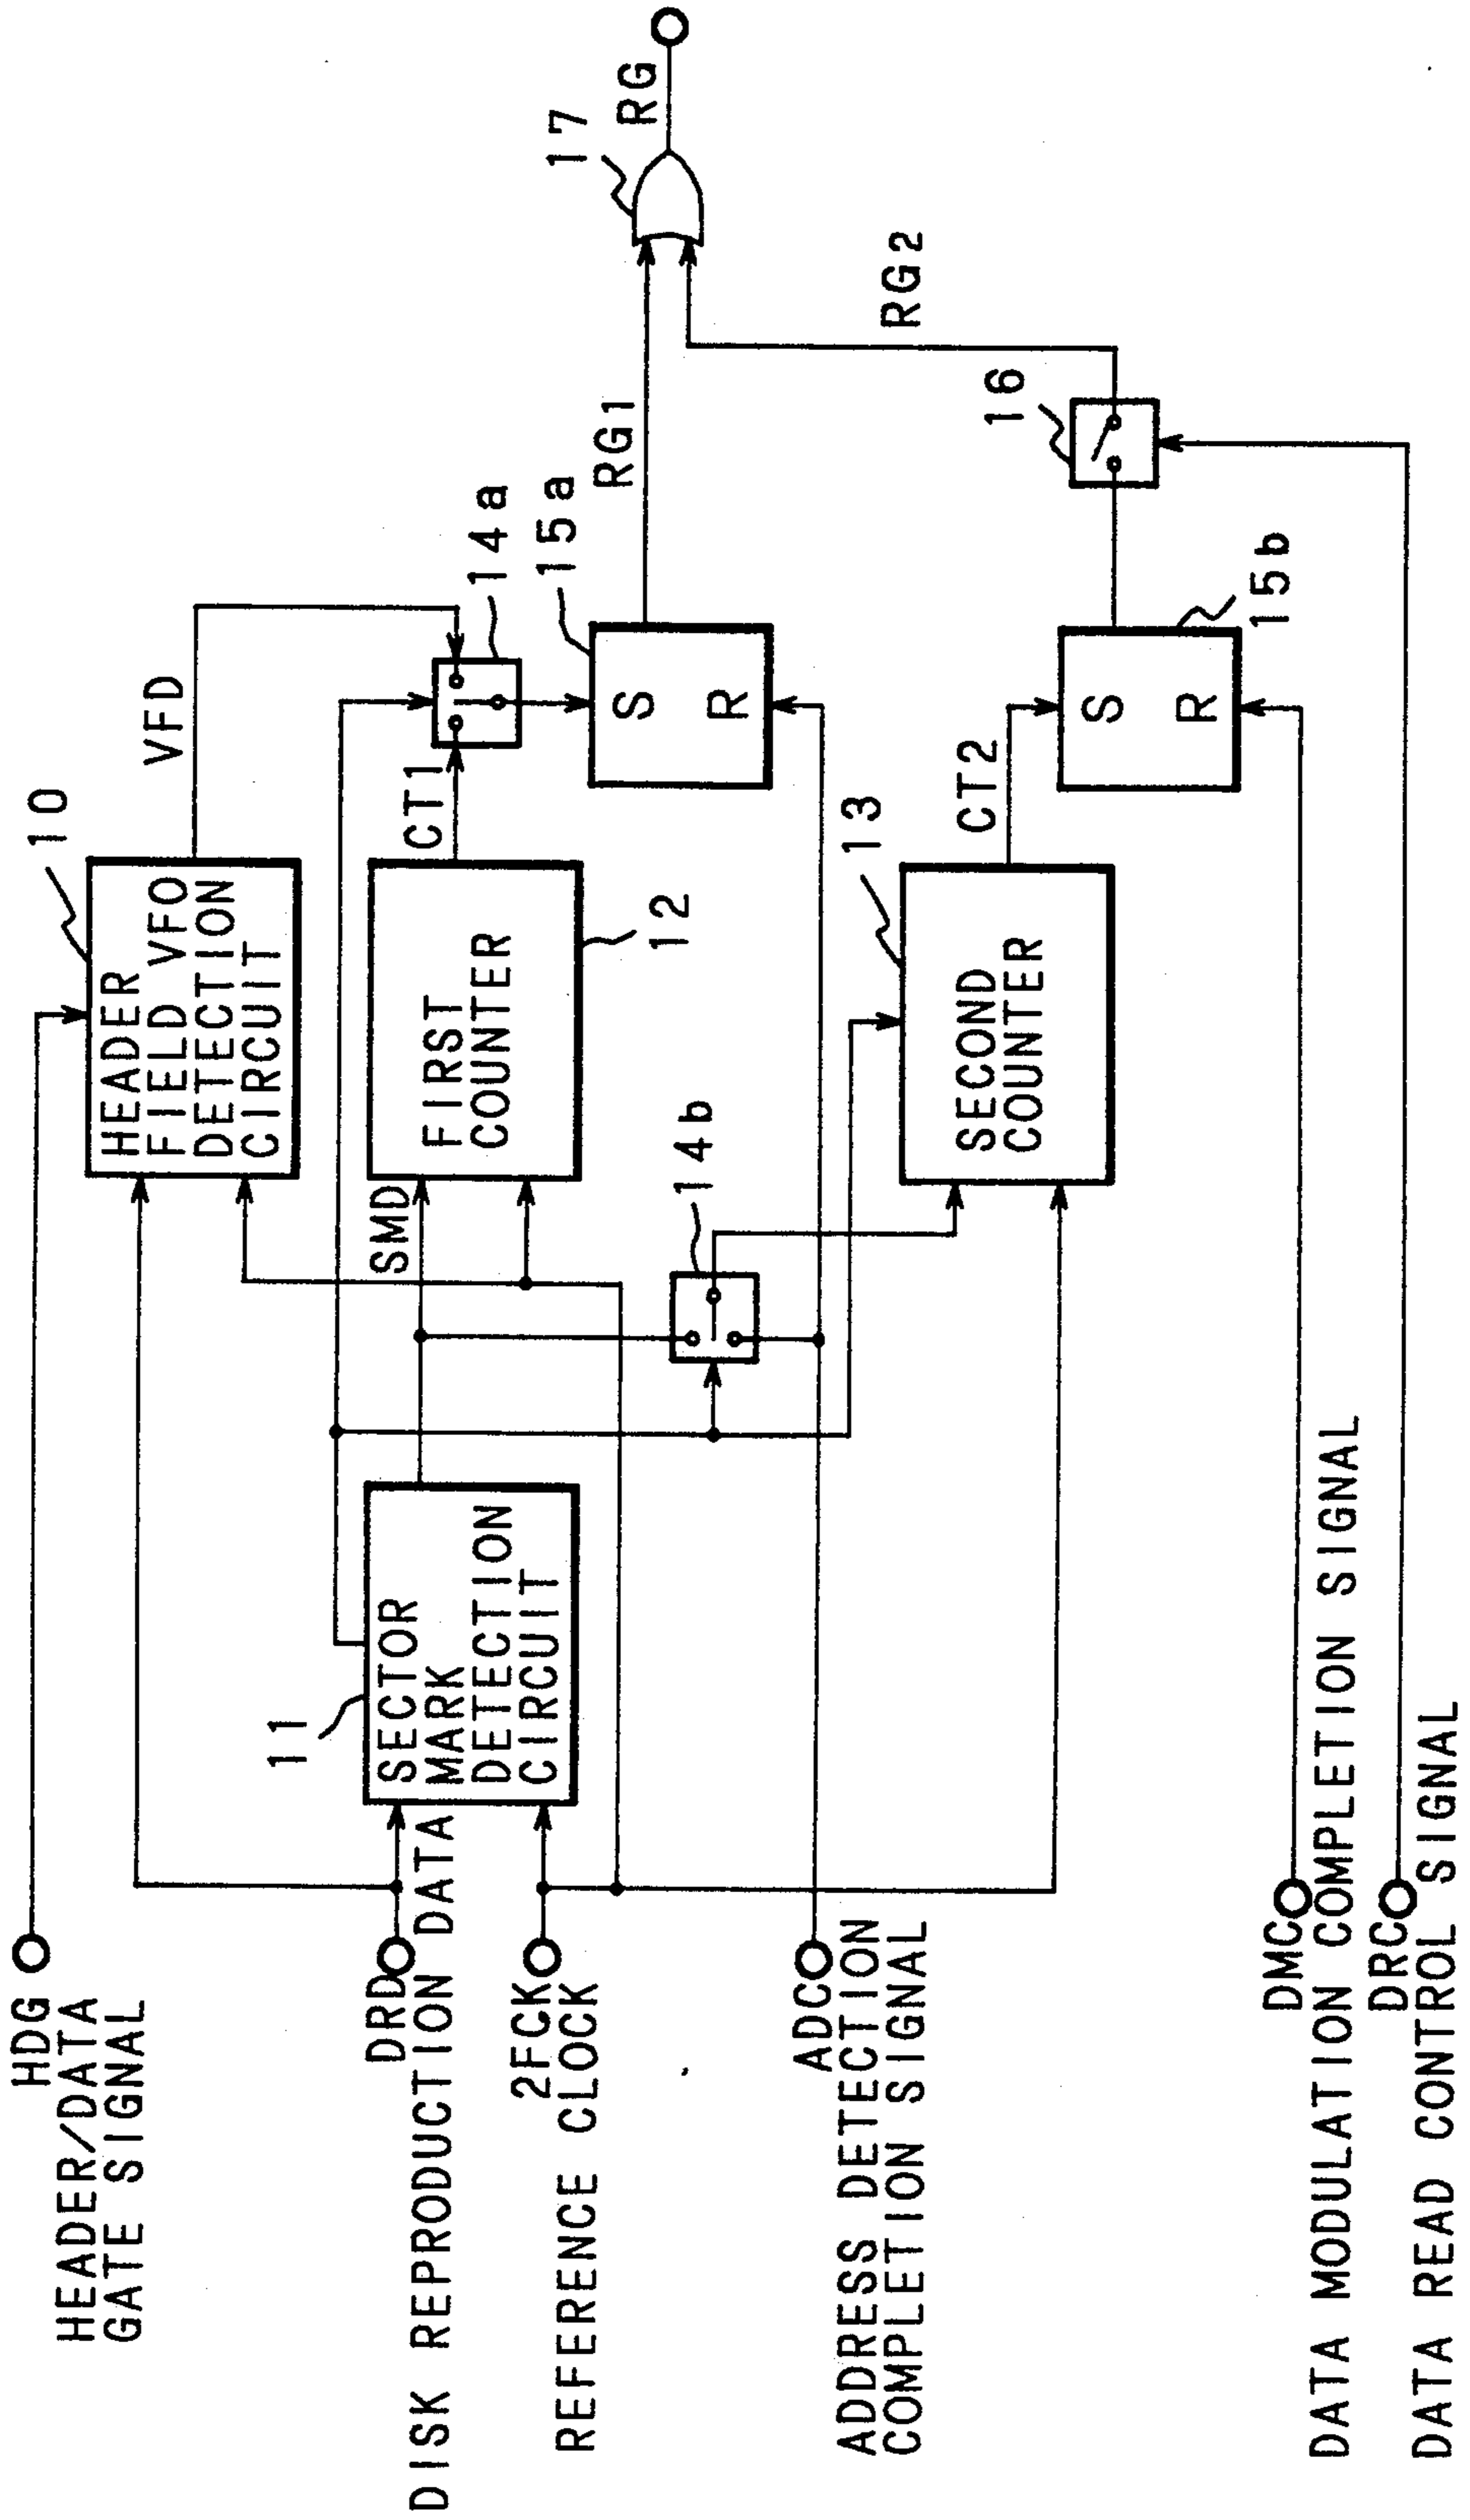 HDG
HEADER/DATA
GATE SIGNAL
DRD
DISK REPRODUCTION DATA
2FCK
REFERENCE CLOCK
ADC
ADDRESS DETECTION
COMPLETION SIGNAL
DMC
DATA MODULATION COMPLETION SIGNAL
DRC
DATA READ CONTROL SIGNAL
11
SECTOR
MARK
DETECTION
CIRCUIT
SMD
14b
10
HEADER
FIELD VFO
DETECTION
CIRCUIT
VFD
FIRST
COUNTER
12
CT1
13
SECOND
COUNTER
CT2
14a
15a
S
R
RG1
S
R
15b
16
RG2
17
RG